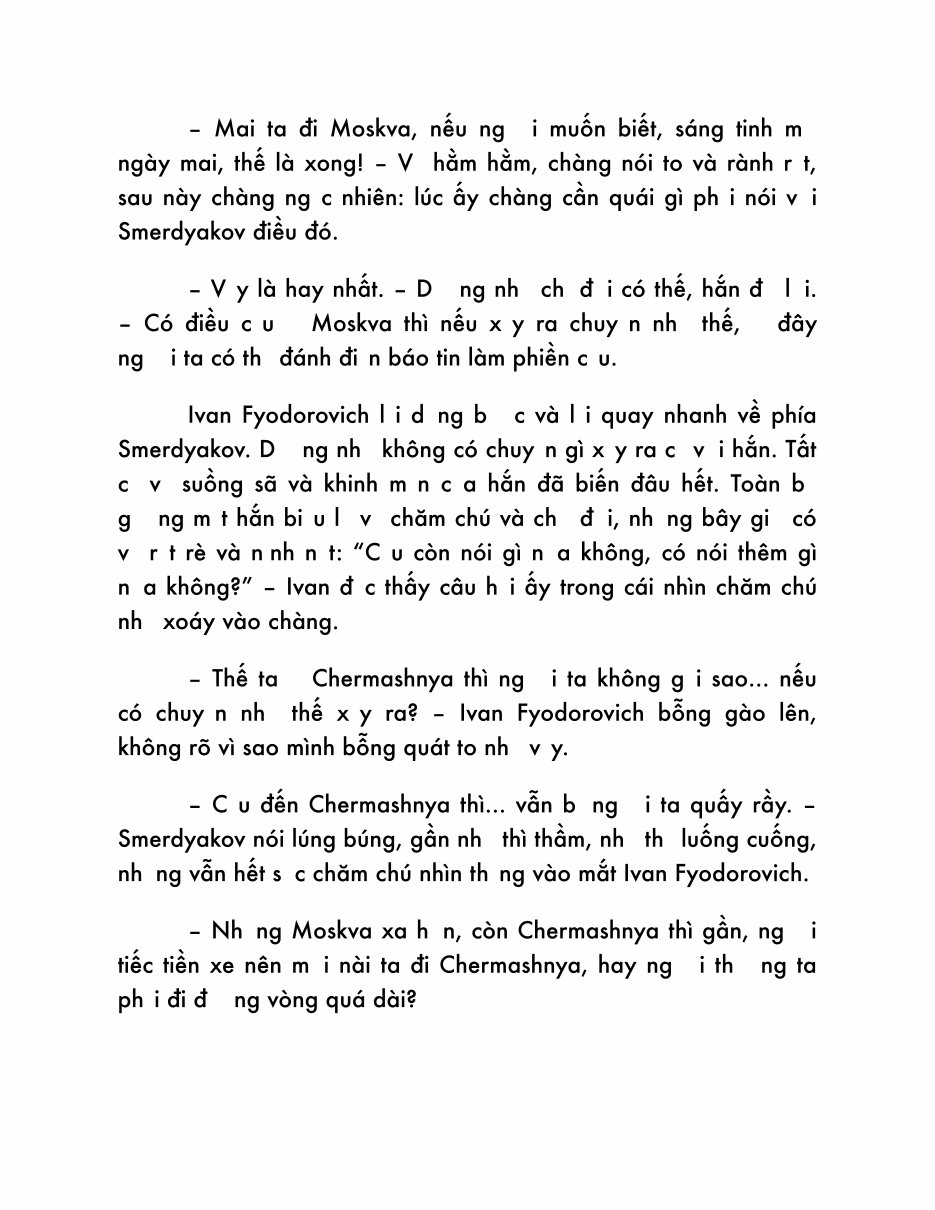 – Mai ta đi Moskva, nếu ng i muốn biết, sáng tinh m
ngày mai, thế là xong! – V hằm hằm, chàng nói to và rành r t,
sau này chàng ng c nhiên: lúc ấy chàng cần quái gì ph i nói v i
Smerdyakov điều đó.
– V y là hay nhất. – D ng nh ch đ i có thế, hắn đ l i.
– Có điều c u Moskva thì nếu x y ra chuy n nh thế, đây
ng i ta có th đánh đi n báo tin làm phiền c u.
Ivan Fyodorovich l i d ng b c và l i quay nhanh về phía
Smerdyakov. D ng nh không có chuy n gì x y ra c v i hắn. Tất
c v suồng sã và khinh m n c a hắn đã biến đâu hết. Toàn b
g ng m t hắn bi u l v chăm chú và ch đ i, nh ng bây gi có
v r t rè và n nh n t: “C u còn nói gì n a không, có nói thêm gì
n a không?” – Ivan đ c thấy câu h i ấy trong cái nhìn chăm chú
nh xoáy vào chàng.
– Thế ta Chermashnya thì ng i ta không g i sao... nếu
có chuy n nh thế x y ra? – Ivan Fyodorovich bỗng gào lên,
không rõ vì sao mình bỗng quát to nh v y.
– C u đến Chermashnya thì... vẫn b ng i ta quấy rầy. –
Smerdyakov nói lúng búng, gần nh thì thầm, nh th luống cuống,
nh ng vẫn hết s c chăm chú nhìn th ng vào mắt Ivan Fyodorovich.
– Nh ng Moskva xa h n, còn Chermashnya thì gần, ng i
tiếc tiền xe nên m i nài ta đi Chermashnya, hay ng i th ng ta
ph i đi đ ng vòng quá dài?